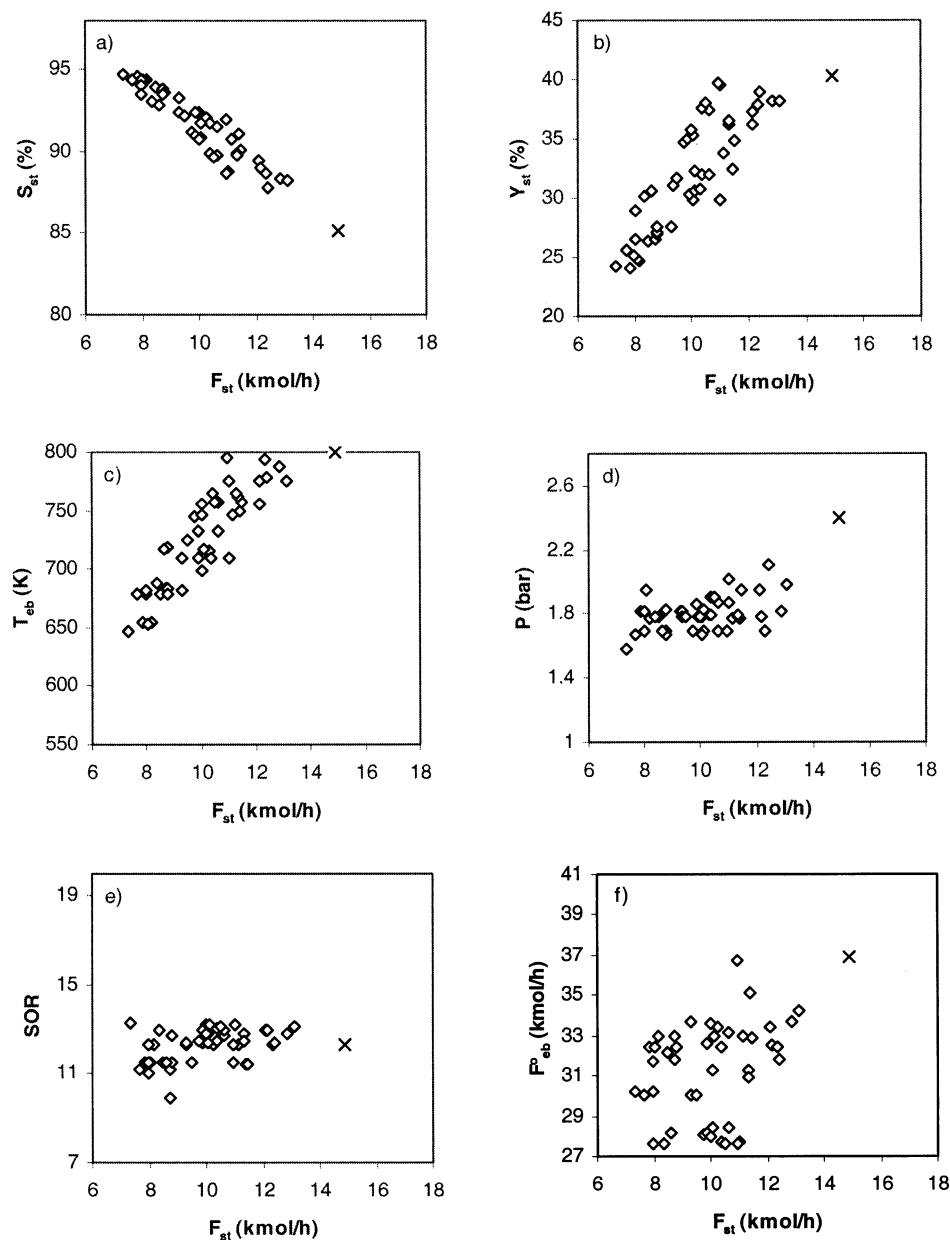 a)
95
90
85
80
S_st (%)
6 8 10 12 14 16 18
F_st (kmol/h)
b)
45
40
35
30
25
20
Y_st (%)
6 8 10 12 14 16 18
F_st (kmol/h)
c)
800
750
700
650
600
550
T_eb (K)
6 8 10 12 14 16 18
F_st (kmol/h)
d)
2.6
2.2
1.8
1.4
1
P (bar)
6 8 10 12 14 16 18
F_st (kmol/h)
e)
19
15
11
7
SOR
6 8 10 12 14 16 18
F_st (kmol/h)
f)
41
39
37
35
33
31
29
27
F°_eb (kmol/h)
6 8 10 12 14 16 18
F_st (kmol/h)